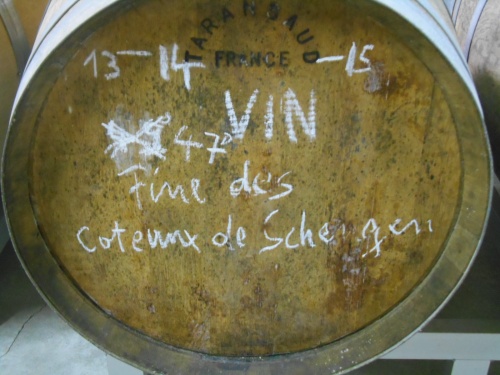 TARANSAUD
FRANCE
13-14 -15
VIN
47°
Fine des
coteaux de Schengen